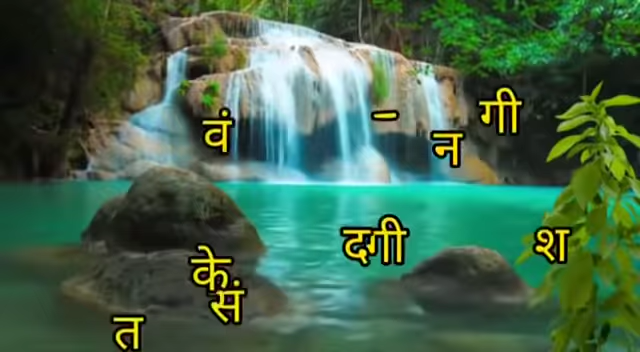 गी
वं - न
दगी श
के
सं
त